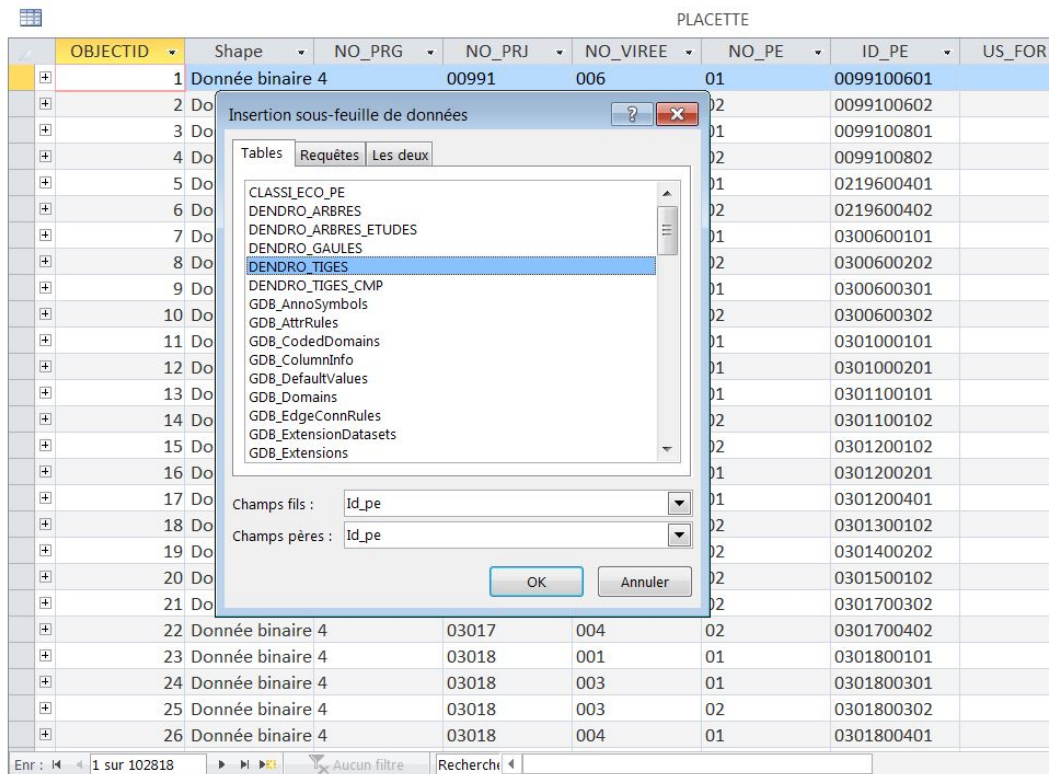 PLACETTE
OBJECTID Shape NO_PRG NO_PRJ NO_VIREE NO_PE ID_PE US_FOR
1 Donnée binaire 4 00991 006 01 0099100601
2 Do 02 0099100602
3 Do 01 0099100801
4 Do 02 0099100802
5 Do 01 0219600401
6 Do 02 0219600402
7 Do 01 0300600101
8 Do 02 0300600202
9 Do 01 0300600301
10 Do 02 0300600302
11 Do 01 0301000101
12 Do 01 0301000201
13 Do 01 0301100101
14 Do 02 0301100102
15 Do 02 0301200102
16 Do 01 0301200201
17 Do 01 0301200401
18 Do 02 0301300102
19 Do 02 0301400202
20 Do 02 0301500102
21 Do 02 0301700302
22 Donnée binaire 4 03017 004 02 0301700402
23 Donnée binaire 4 03018 001 01 0301800101
24 Donnée binaire 4 03018 003 01 0301800301
25 Donnée binaire 4 03018 003 02 0301800302
26 Donnée binaire 4 03018 004 01 0301800401
Insertion sous-feuille de données
Tables Requêtes Les deux
CLASSI_ECO_PE
DENDRO_ARBRES
DENDRO_ARBRES_ETUDES
DENDRO_GAULES
DENDRO_TIGES
DENDRO_TIGES_CMP
GDB_AnnoSymbols
GDB_AttrRules
GDB_CodedDomains
GDB_ColumnInfo
GDB_DefaultValues
GDB_Domains
GDB_EdgeConnRules
GDB_ExtensionDatasets
GDB_Extensions
Champs fils : Id_pe
Champs pères : Id_pe
OK Annuler
Enr : 1 sur 102818 Aucun filtre Recherche